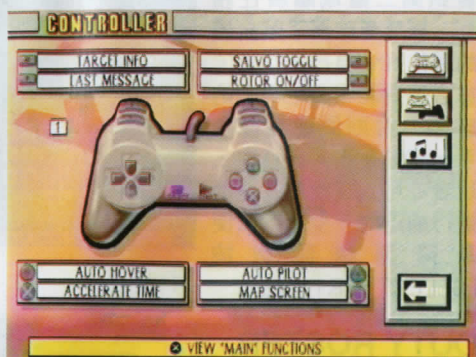 CONTROLLER
TARGET INFO
SALVO TOGGLE
LAST MESSAGE
ROTOR ON/OFF
1
AUTO HOVER
AUTO PILOT
ACCELERATE TIME
MAP SCREEN
VIEW "MAIN" FUNCTIONS